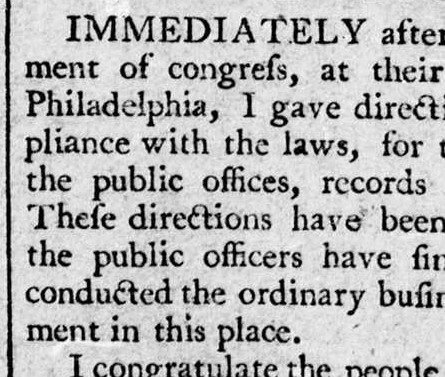 IMMEDIATELY after
ment of congreſs, at their
Philadelphia, I gave directi
pliance with the laws, for t
the public offices, records
Theſe directions have been
the public officers have ſin
conducted the ordinary buſin
ment in this place.
I congratulate the people